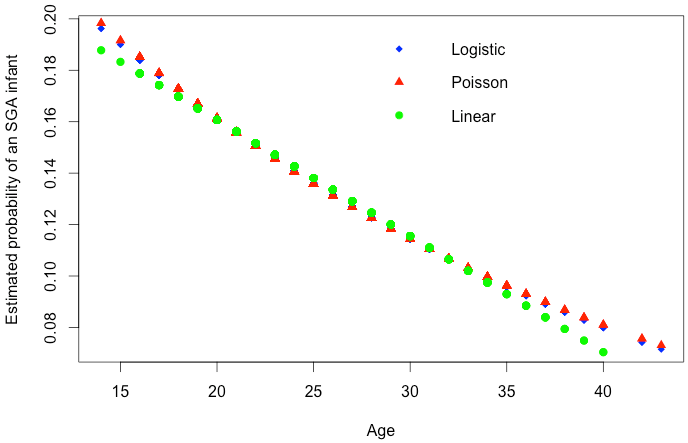 Estimated probability of an SGA infant
0.20
0.18
0.16
0.14
0.12
0.10
0.08
Logistic
Poisson
Linear
15 20 25 30 35 40
Age